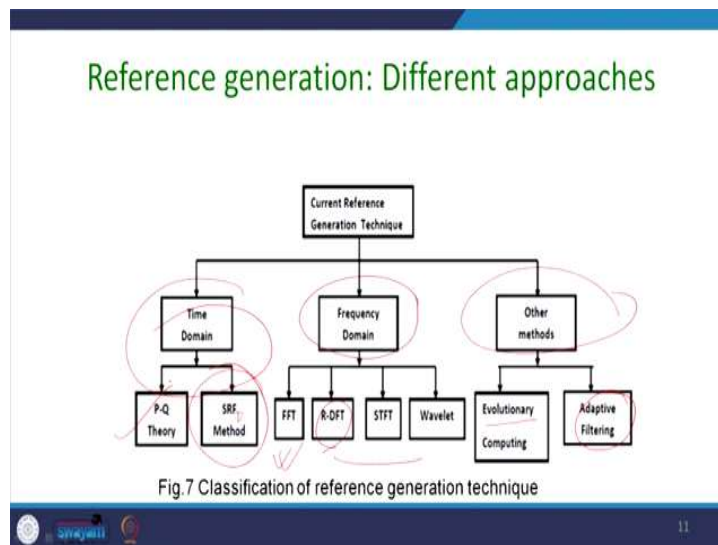 Reference generation: Different approaches
Current Reference
Generation Technique
Time
Domain
Frequency
Domain
Other
methods
P-Q
Theory
SRF
Method
FFT
R-DFT
STFT
Wavelet
Evolutionary
Computing
Adaptive
Filtering
Fig.7 Classification of reference generation technique
swayam
11